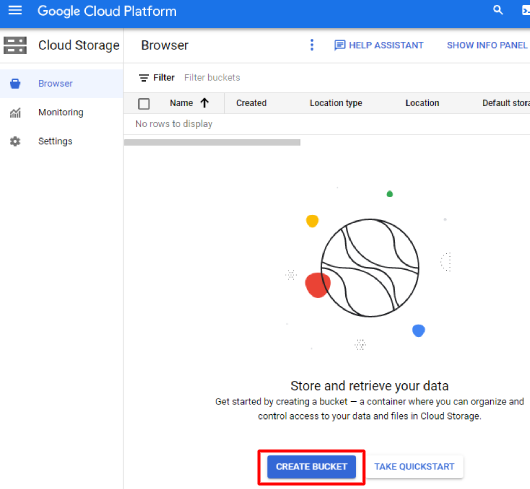 Google Cloud Platform
Cloud Storage
Browser
HELP ASSISTANT
SHOW INFO PANEL
Browser
Monitoring
Settings
Filter Filter buckets
Name Created Location type Location Default stora
No rows to display
Store and retrieve your data
Get started by creating a bucket — a container where you can organize and
control access to your data and files in Cloud Storage.
CREATE BUCKET
TAKE QUICKSTART